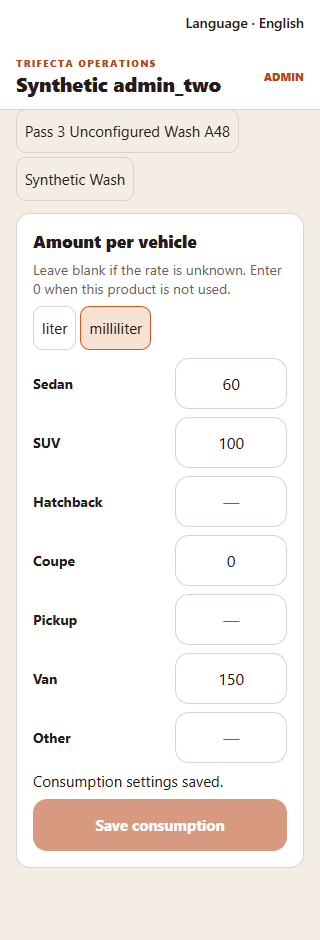 Language · English
TRIFECTA OPERATIONS
Synthetic admin_two
ADMIN
Pass 3 Unconfigured Wash A48
Synthetic Wash
Amount per vehicle
Leave blank if the rate is unknown. Enter
0 when this product is not used.
liter
milliliter
Sedan
60
SUV
100
Hatchback
—
Coupe
0
Pickup
—
Van
150
Other
—
Consumption settings saved.
Save consumption